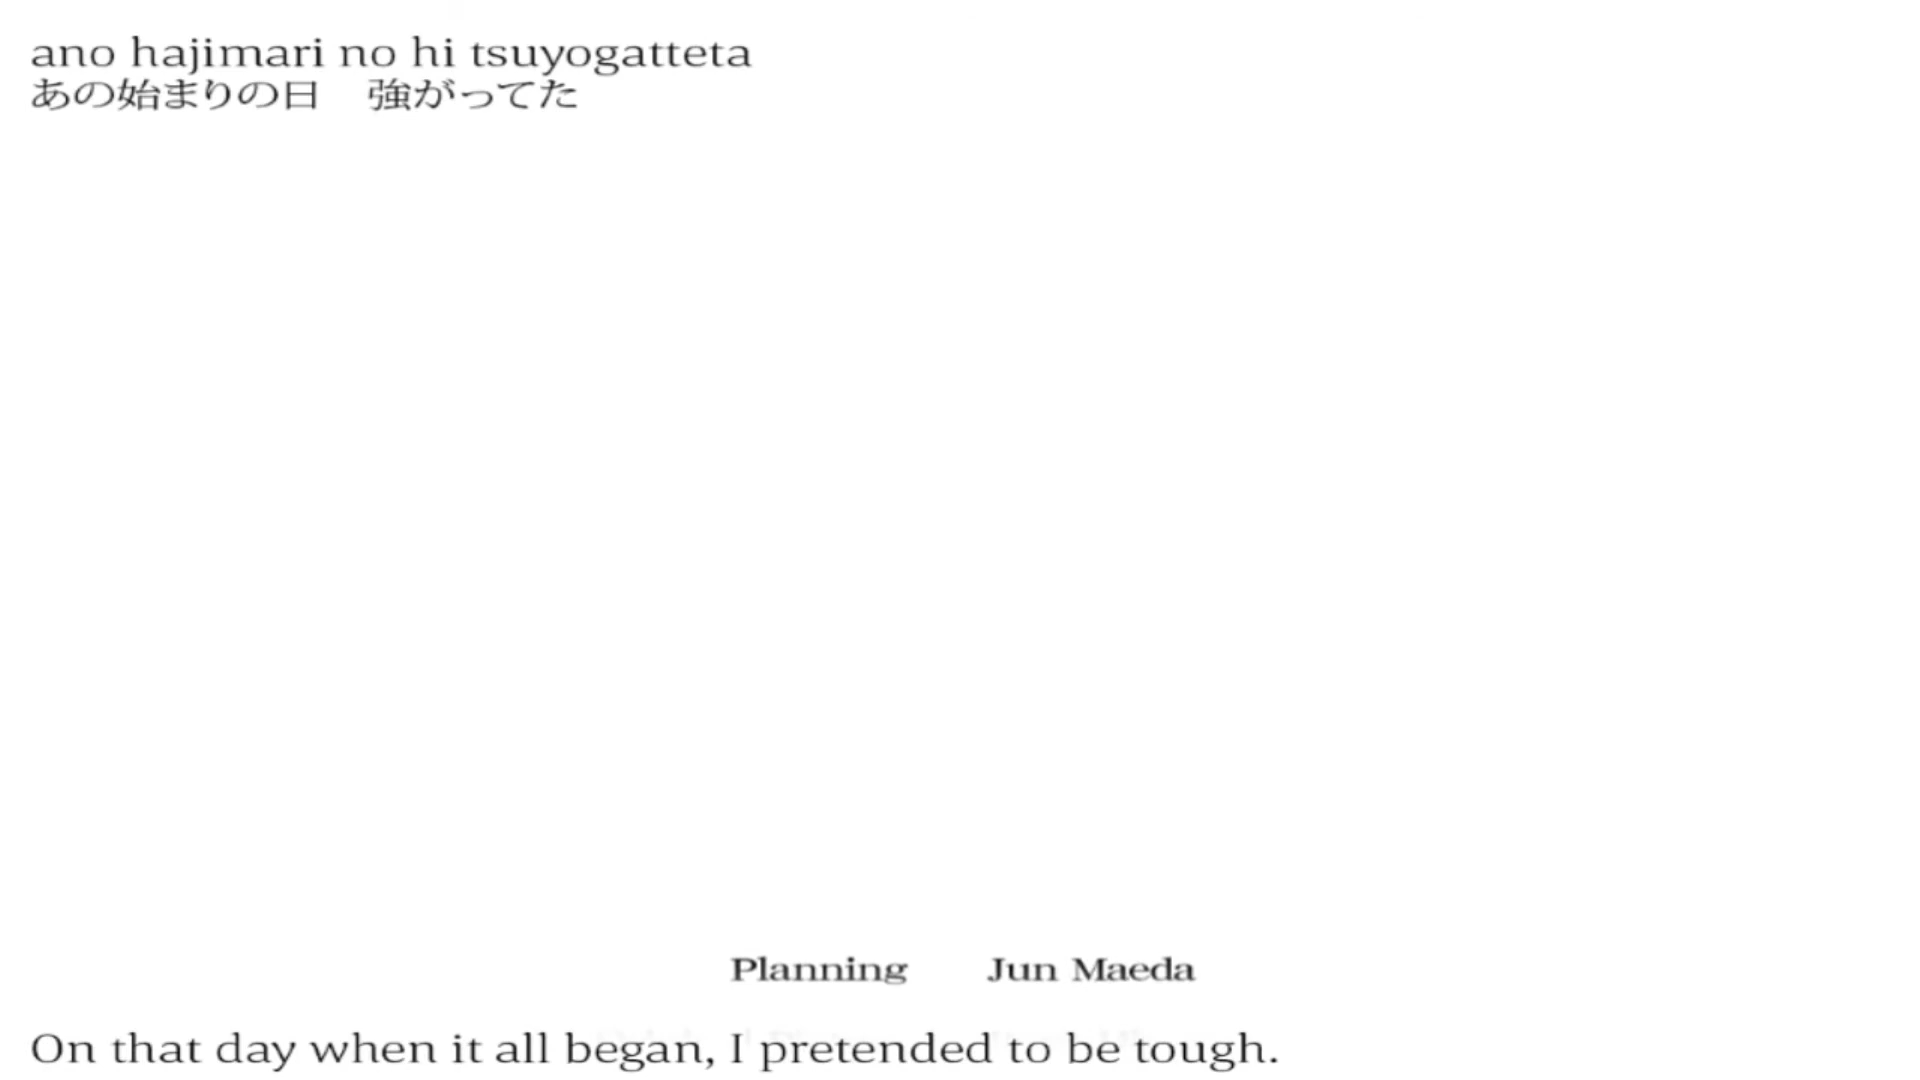 ano hajimari no hi tsuyogatteta
あの始まりの日　強がってた
Planning Jun Maeda
On that day when it all began, I pretended to be tough.